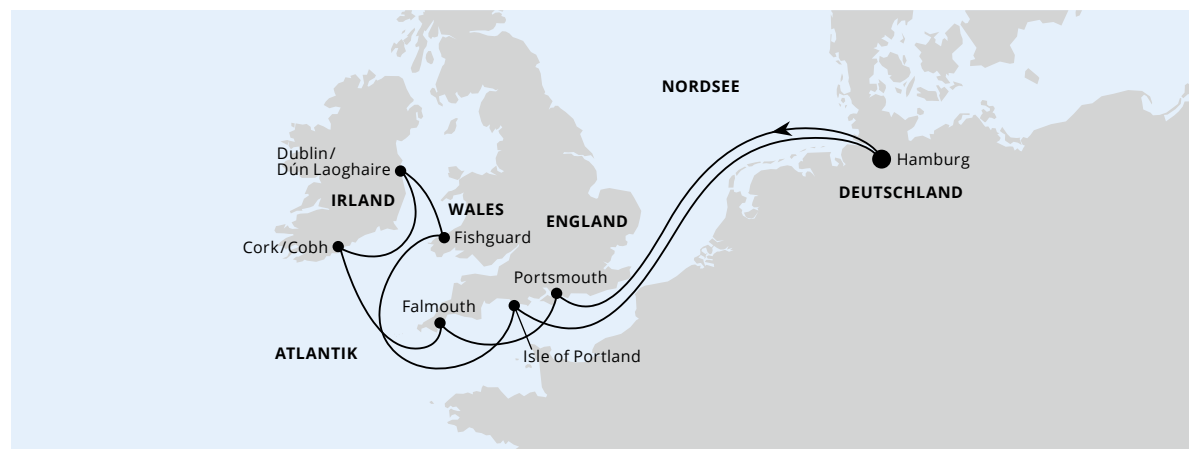 NORDSEE
Dublin/
Dún Laoghaire
Hamburg
DEUTSCHLAND
IRLAND
WALES
ENGLAND
Fishguard
Cork/Cobh
Portsmouth
Falmouth
ATLANTIK
Isle of Portland